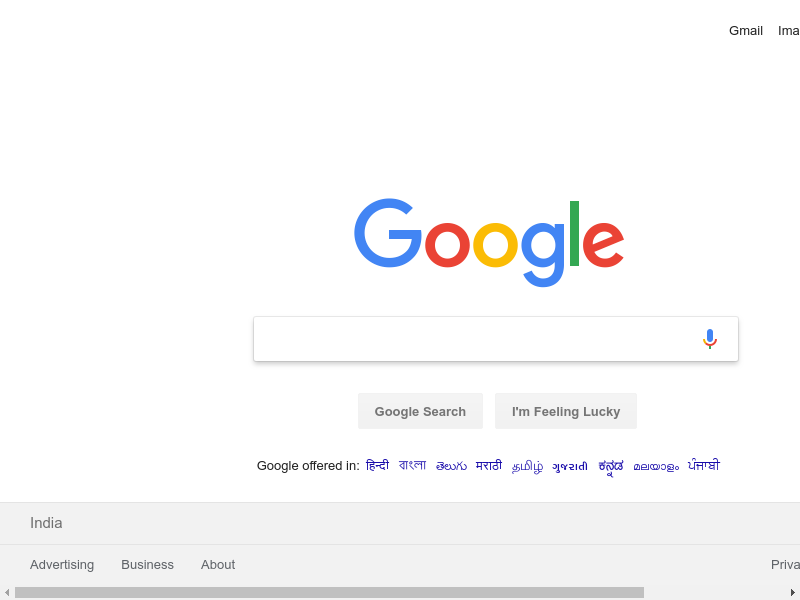 Gmail Ima
Google
Google Search I'm Feeling Lucky
Google offered in: हिन्दी বাংলা తెలుగు मराठी தமிழ் ગુજરાતી ಕನ್ನಡ മലയാളം ਪੰਜਾਬੀ
India
Advertising Business About Priva